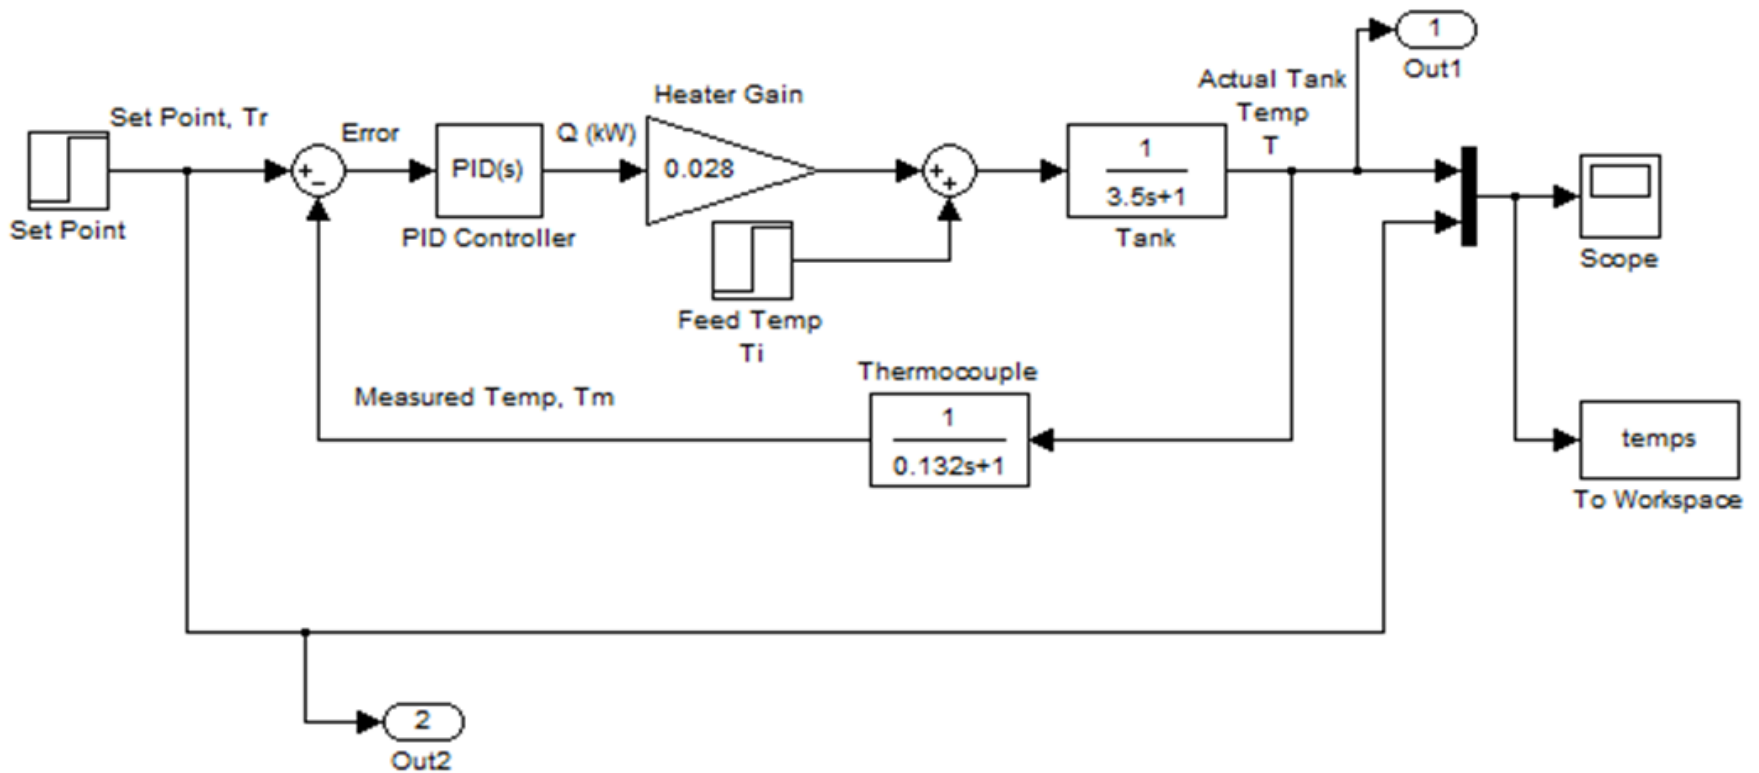 1
Out1
Actual Tank
Temp
T
Heater Gain
Set Point, Tr
Error
Q (kW)
+
−
PID(s)
0.028
+
+
1
3.5s+1
Set Point
PID Controller
Tank
Scope
Feed Temp
Ti
Thermocouple
Measured Temp, Tm
1
0.132s+1
temps
To Workspace
2
Out2